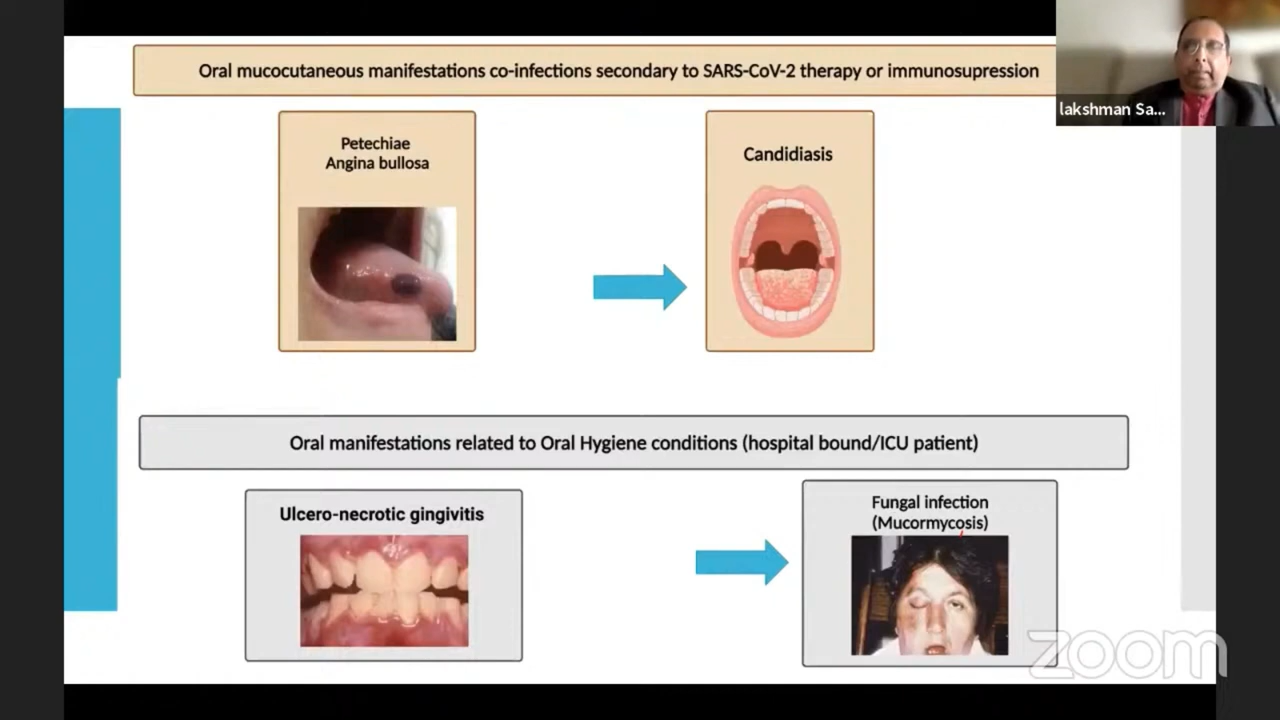 Oral mucocutaneous manifestations co-infections secondary to SARS-CoV-2 therapy or immunosupression
lakshman Sa...
Petechiae
Angina bullosa
Candidiasis
Oral manifestations related to Oral Hygiene conditions (hospital bound/ICU patient)
Ulcero-necrotic gingivitis
Fungal infection
(Mucormycosis)
zoom